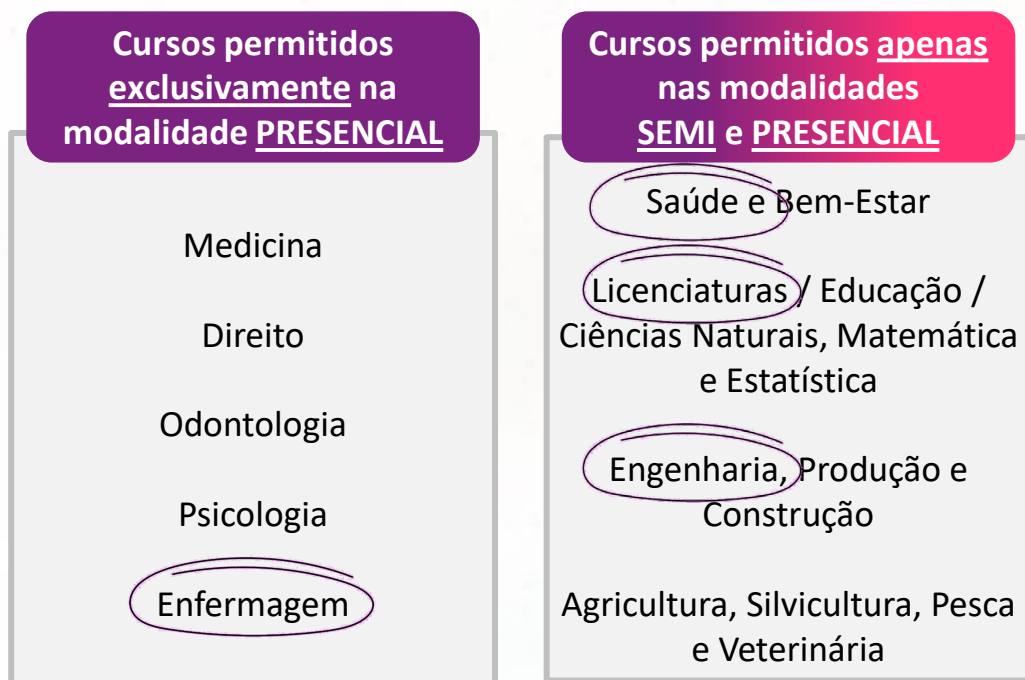 Cursos permitidos
exclusivamente na
modalidade PRESENCIAL
Medicina
Direito
Odontologia
Psicologia
Enfermagem
Cursos permitidos apenas
nas modalidades
SEMI e PRESENCIAL
Saúde e Bem-Estar
Licenciaturas / Educação /
Ciências Naturais, Matemática
e Estatística
Engenharia, Produção e
Construção
Agricultura, Silvicultura, Pesca
e Veterinária